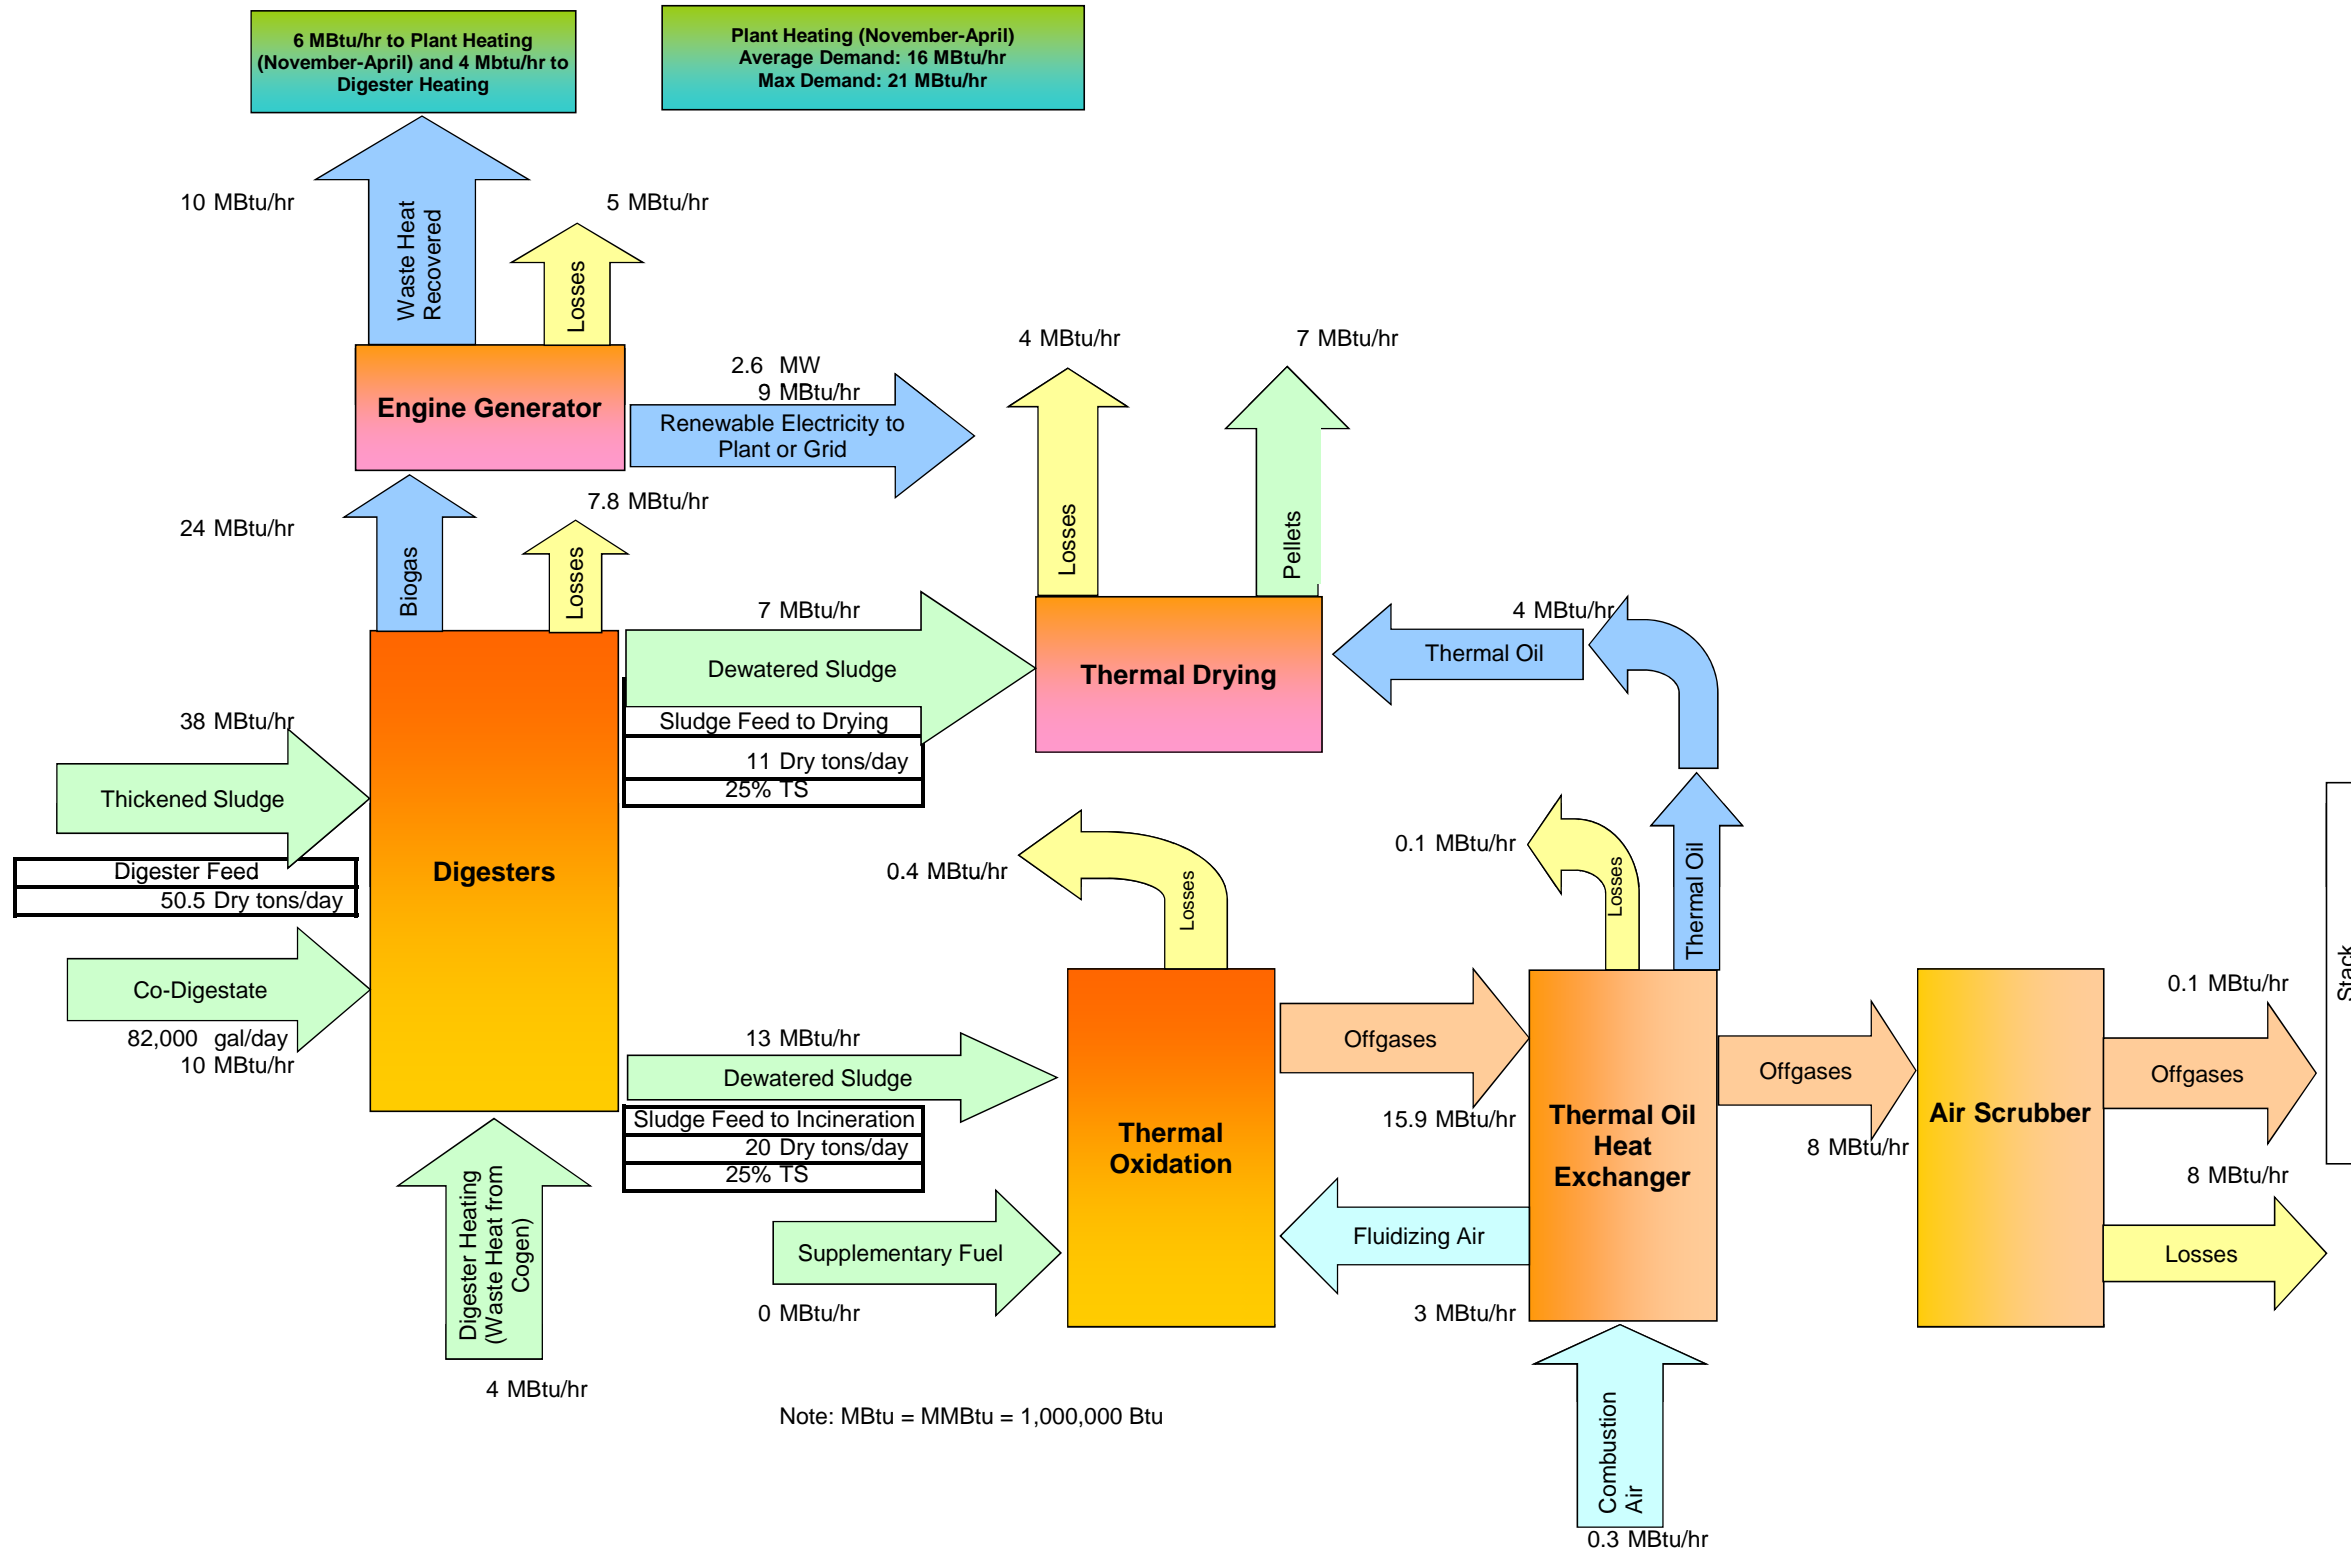 6 MBtu/hr to Plant Heating
(November-April) and 4 Mbtu/hr to
Digester Heating
Plant Heating (November-April)
Average Demand: 16 MBtu/hr
Max Demand: 21 MBtu/hr
10 MBtu/hr
Waste Heat
Recovered
5 MBtu/hr
Losses
Engine Generator
2.6 MW
9 MBtu/hr
Renewable Electricity to
Plant or Grid
4 MBtu/hr
Losses
7 MBtu/hr
Pellets
24 MBtu/hr
Biogas
7.8 MBtu/hr
Losses
7 MBtu/hr
Dewatered Sludge
Sludge Feed to Drying
11 Dry tons/day
25% TS
Thermal Drying
4 MBtu/hr
Thermal Oil
38 MBtu/hr
Thickened Sludge
Digester Feed
50.5 Dry tons/day
Digesters
Co-Digestate
82,000 gal/day
10 MBtu/hr
0.4 MBtu/hr
Losses
0.1 MBtu/hr
Losses
Thermal Oil
13 MBtu/hr
Dewatered Sludge
Sludge Feed to Incineration
20 Dry tons/day
25% TS
Thermal
Oxidation
Offgases
15.9 MBtu/hr
Thermal Oil
Heat
Exchanger
Offgases
8 MBtu/hr
Air Scrubber
0.1 MBtu/hr
Offgases
Stack
8 MBtu/hr
Losses
Digester Heating
(Waste Heat from
Cogen)
4 MBtu/hr
Supplementary Fuel
0 MBtu/hr
Fluidizing Air
3 MBtu/hr
Combustion
Air
0.3 MBtu/hr
Note: MBtu = MMBtu = 1,000,000 Btu